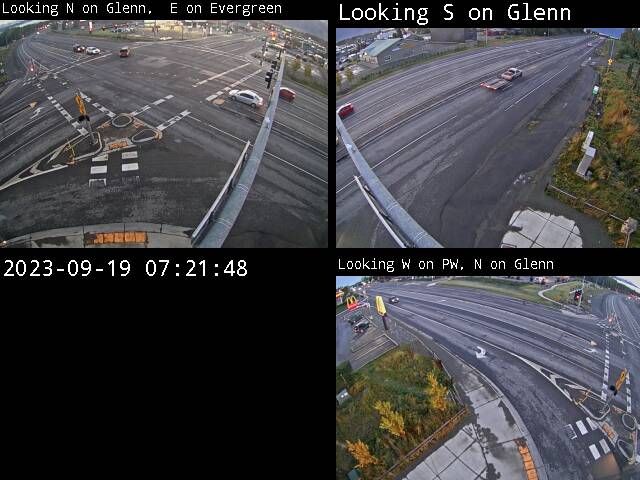 Looking N on Glenn,  E on Evergreen
Looking S on Glenn
2023-09-19 07:21:48
Looking W on PW, N on Glenn